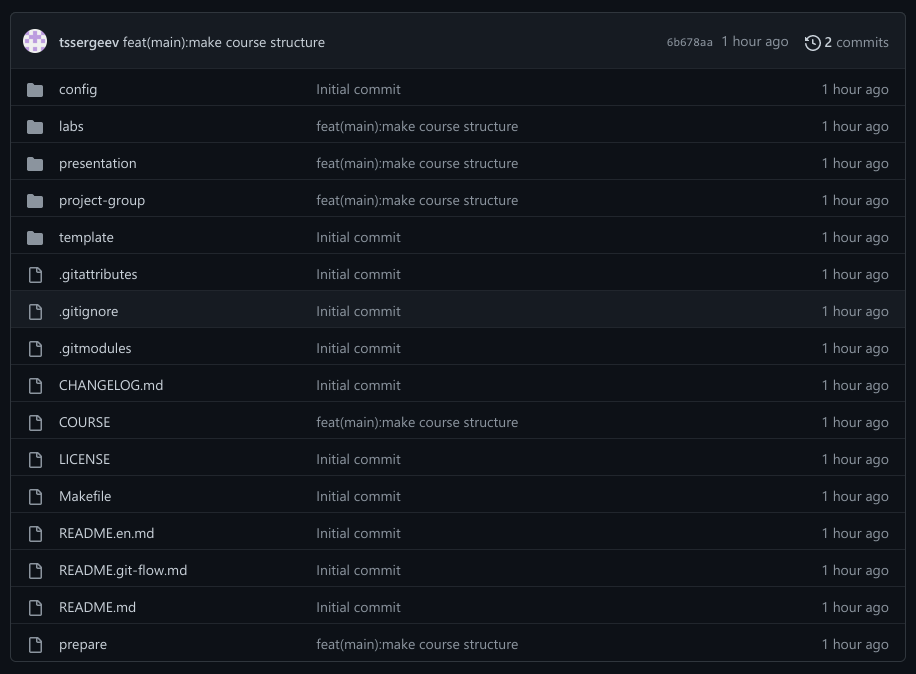 tssergeev feat(main):make course structure 6b678aa 1 hour ago 2 commits
config Initial commit 1 hour ago
labs feat(main):make course structure 1 hour ago
presentation feat(main):make course structure 1 hour ago
project-group feat(main):make course structure 1 hour ago
template Initial commit 1 hour ago
.gitattributes Initial commit 1 hour ago
.gitignore Initial commit 1 hour ago
.gitmodules Initial commit 1 hour ago
CHANGELOG.md Initial commit 1 hour ago
COURSE feat(main):make course structure 1 hour ago
LICENSE Initial commit 1 hour ago
Makefile Initial commit 1 hour ago
README.en.md Initial commit 1 hour ago
README.git-flow.md Initial commit 1 hour ago
README.md Initial commit 1 hour ago
prepare feat(main):make course structure 1 hour ago